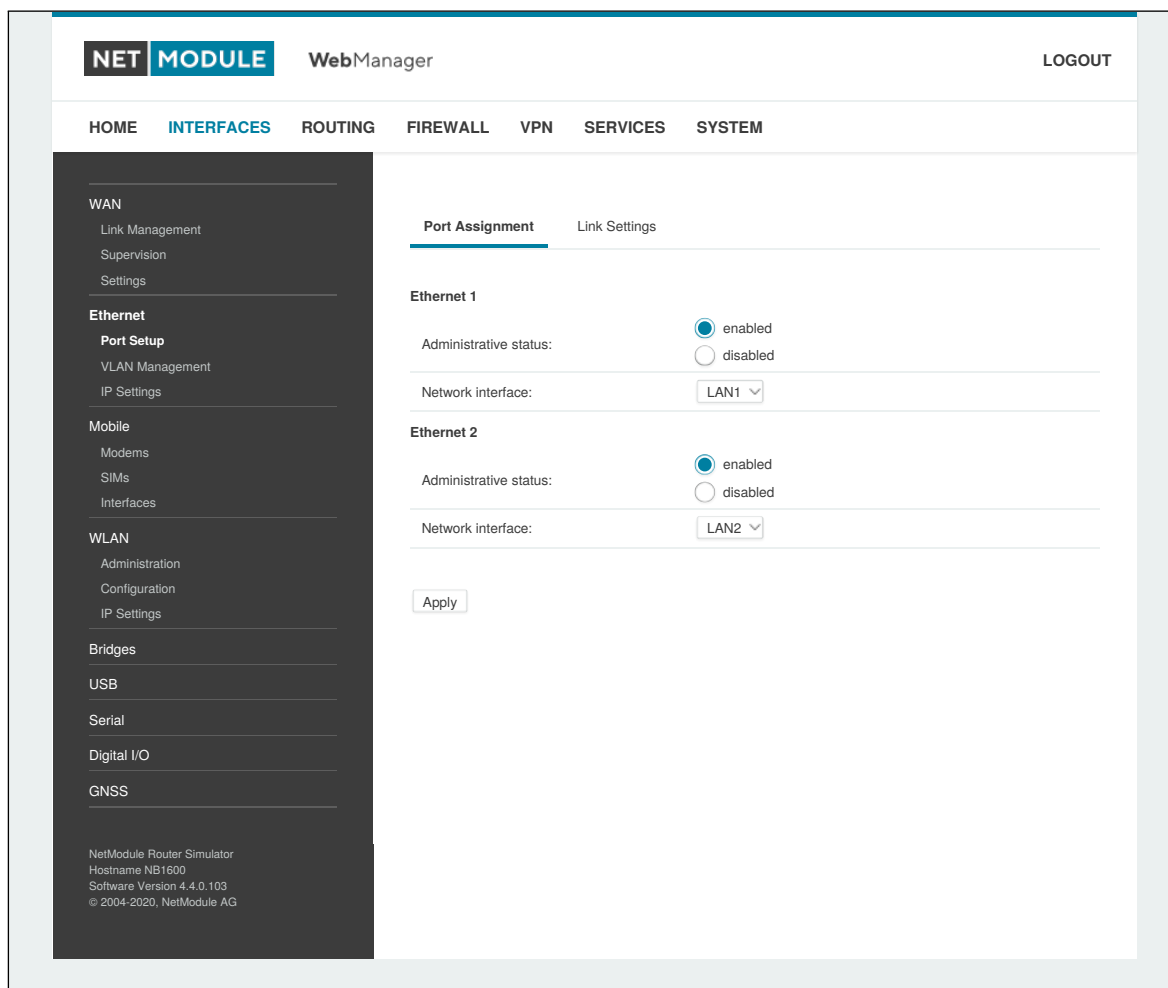 NET MODULE WebManager LOGOUT
HOME INTERFACES ROUTING FIREWALL VPN SERVICES SYSTEM
WAN
Link Management
Supervision
Settings
Ethernet
Port Setup
VLAN Management
IP Settings
Mobile
Modems
SIMs
Interfaces
WLAN
Administration
Configuration
IP Settings
Bridges
USB
Serial
Digital I/O
GNSS
NetModule Router Simulator
Hostname NB1600
Software Version 4.4.0.103
© 2004-2020, NetModule AG
Port Assignment Link Settings
Ethernet 1
Administrative status:
enabled
disabled
Network interface: LAN1
Ethernet 2
Administrative status:
enabled
disabled
Network interface: LAN2
Apply